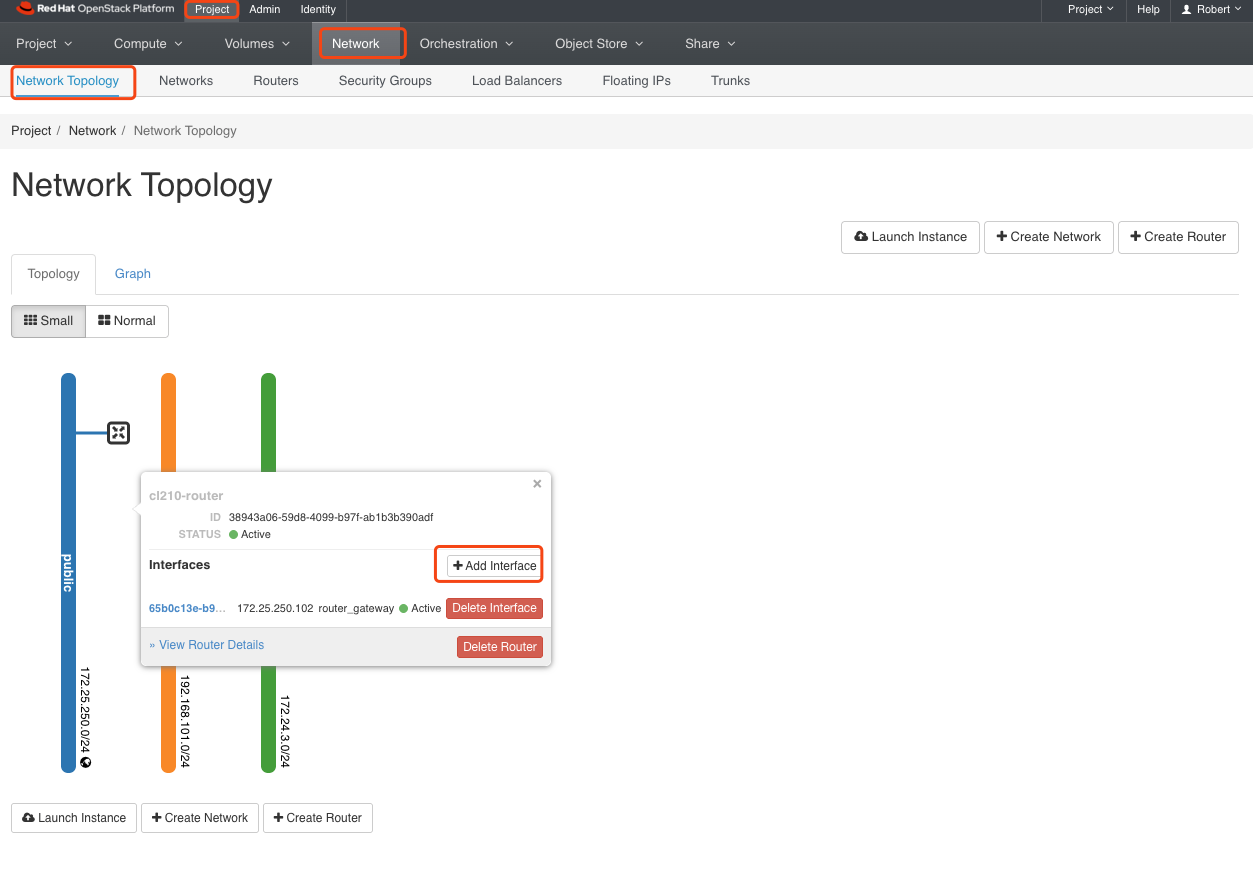 Red Hat OpenStack Platform Project Admin Identity Project Help Robert
Project Compute Volumes Network Orchestration Object Store Share
Network Topology Networks Routers Security Groups Load Balancers Floating IPs Trunks
Project / Network / Network Topology
Network Topology
Launch Instance Create Network Create Router
Topology Graph
Small Normal
cl210-router
ID 38943a06-59d8-4099-b97f-ab1b3b390adf
STATUS Active
Interfaces Add Interface
65b0c13e-b9... 172.25.250.102 router_gateway Active Delete Interface
» View Router Details Delete Router
public
172.25.250.0/24
192.168.101.0/24
172.24.3.0/24
Launch Instance Create Network Create Router